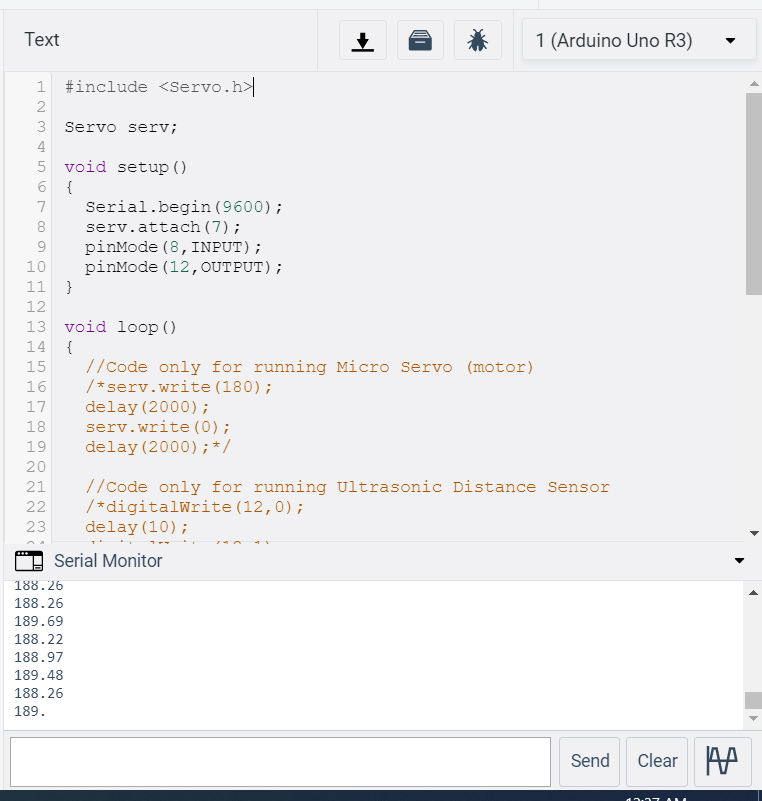 Text
1 (Arduino Uno R3)
1 #include <Servo.h>
2
3 Servo serv;
4
5 void setup()
6 {
7 Serial.begin(9600);
8 serv.attach(7);
9 pinMode(8,INPUT);
10 pinMode(12,OUTPUT);
11 }
12
13 void loop()
14 {
15 //Code only for running Micro Servo (motor)
16 /*serv.write(180);
17 delay(2000);
18 serv.write(0);
19 delay(2000);*/
20
21 //Code only for running Ultrasonic Distance Sensor
22 /*digitalWrite(12,0);
23 delay(10);
Serial Monitor
188.26
188.26
189.69
188.22
188.97
189.48
188.26
189.
Send
Clear